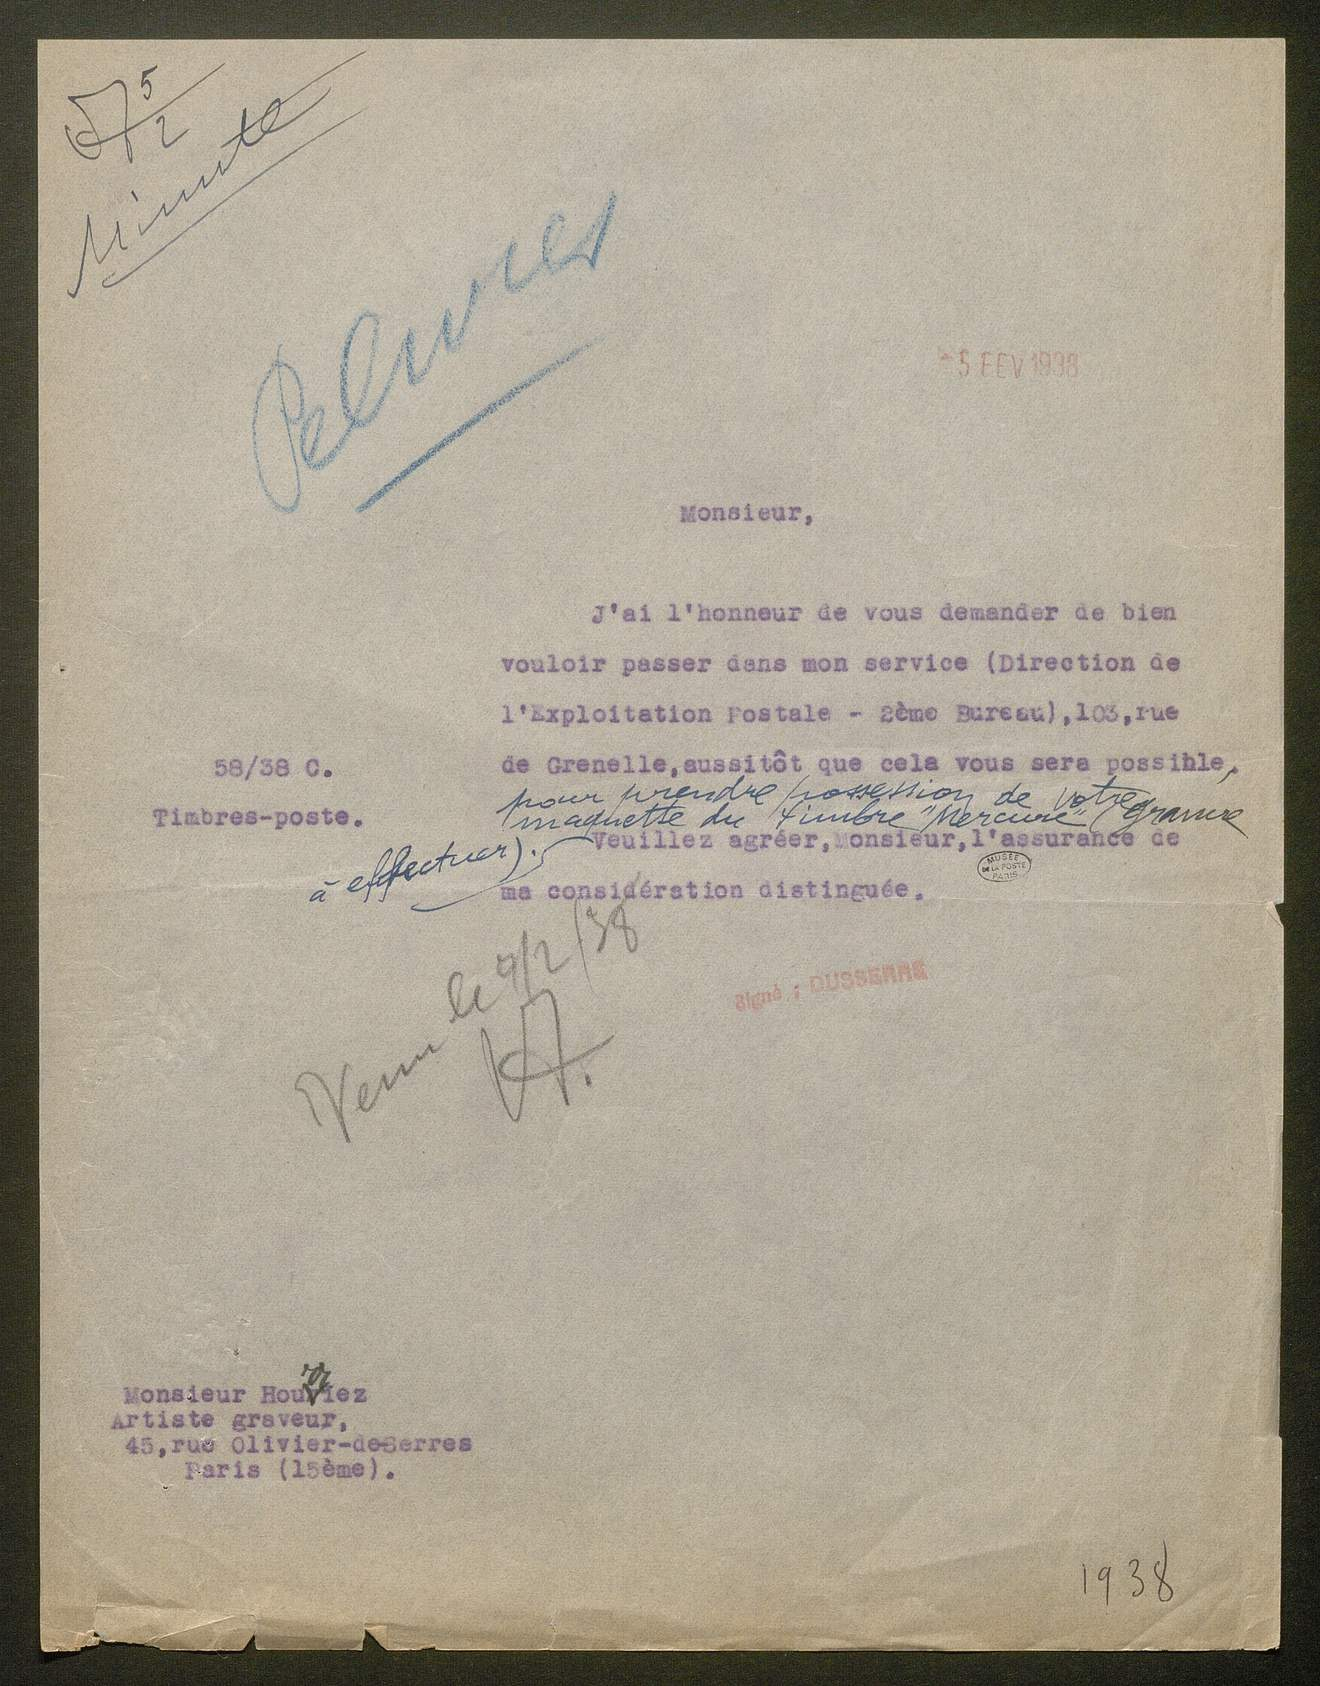 5
2
Minute
- 5 FEV 1938
Monsieur,
J'ai l'honneur de vous demander de bien
vouloir passer dans mon service (Direction de
l'Exploitation Postale - 2ème Bureau),103,rue
58/38 C.
de Grenelle,aussitôt que cela vous sera possible,
pour prendre possession de votre
Timbres-poste.
maquette du timbre "Mercure" (gravure
à effectuer).
Veuillez agréer,Monsieur,l'assurance de
MUSÉE
DE LA POSTE
PARIS
ma considération distinguée.
Venu le 9/2/38
Signé : DUSSERRE
Monsieur Hourriez
Artiste graveur,
45,rue Olivier-de-Serres
Paris (15ème).
1938